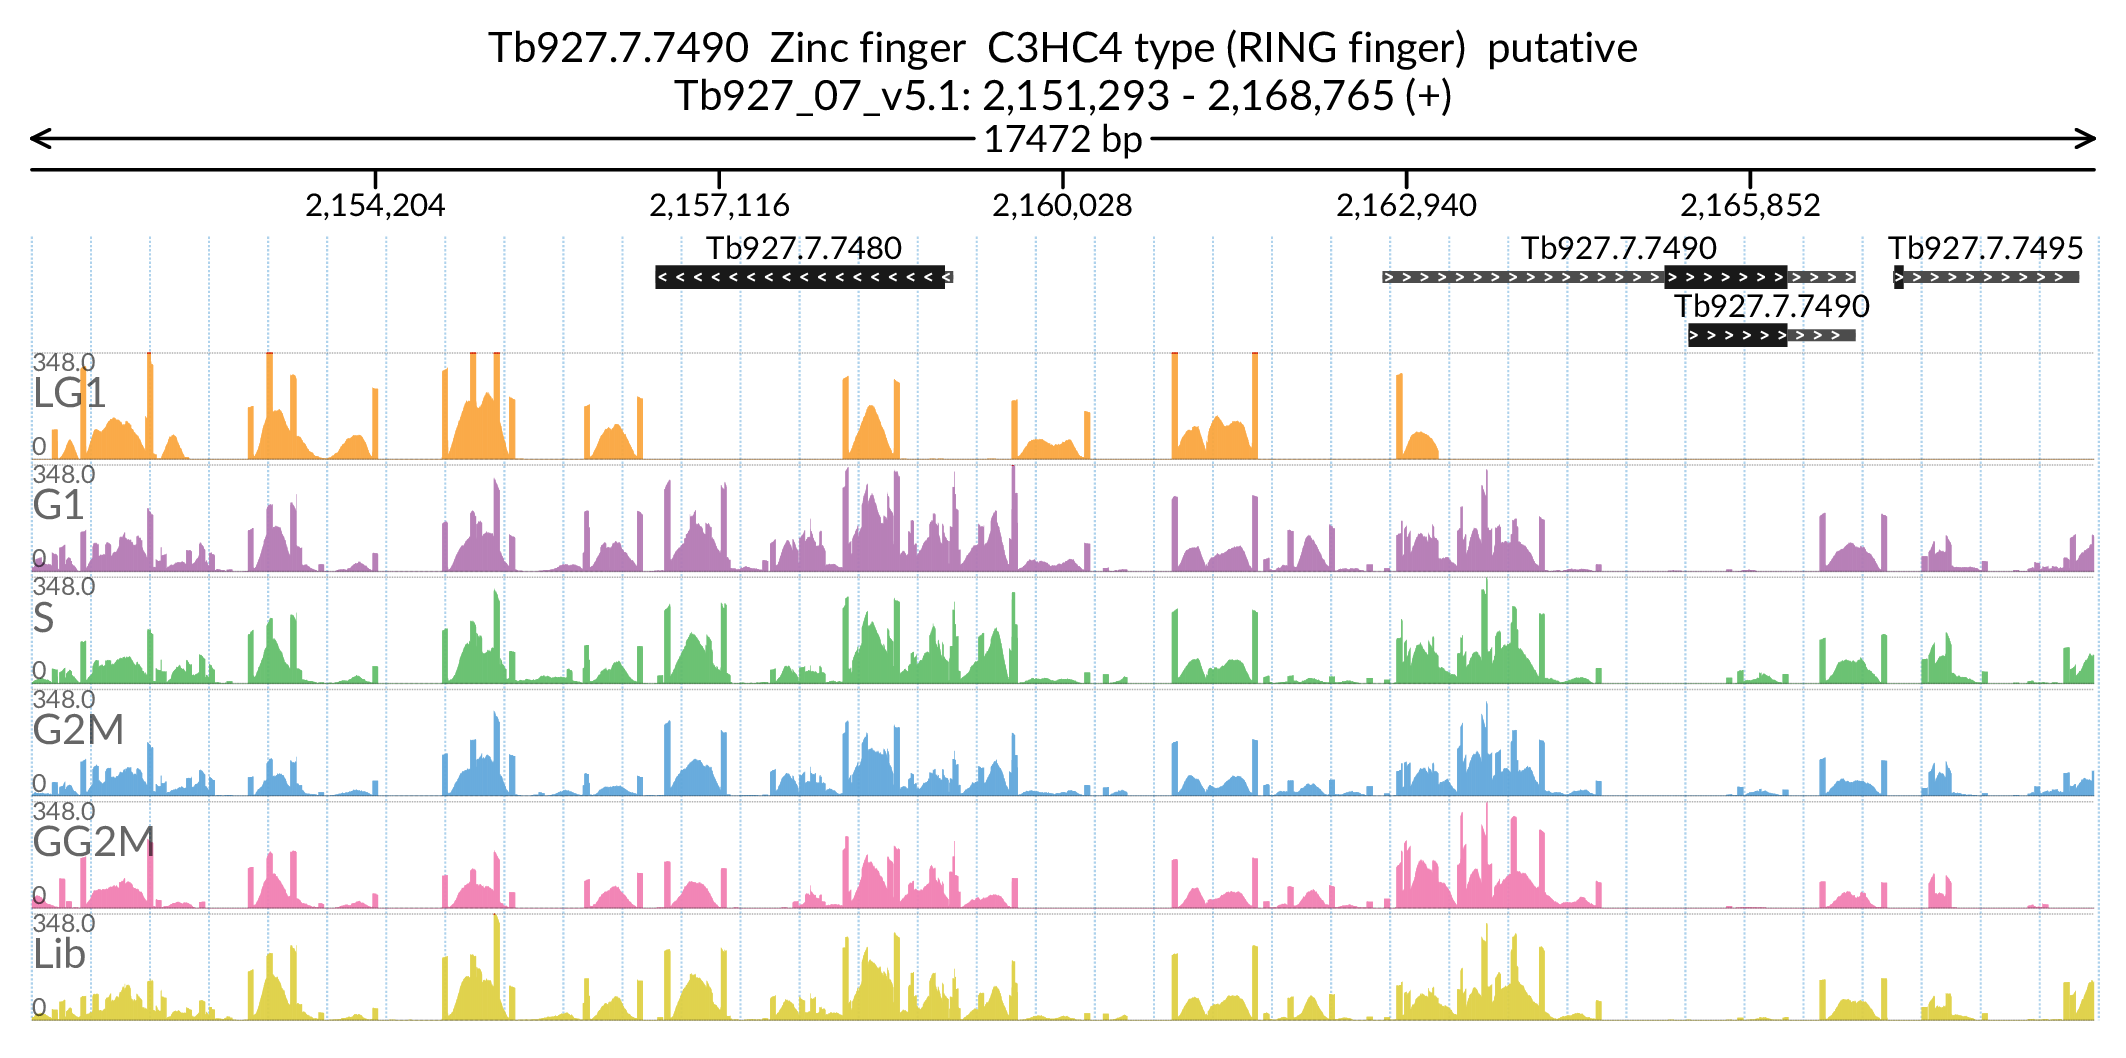 Tb927.7.7490  Zinc finger  C3HC4 type (RING finger)  putative
Tb927_07_v5.1: 2,151,293 - 2,168,765 (+)
17472 bp
2,154,204 2,157,116 2,160,028 2,162,940 2,165,852
Tb927.7.7480 Tb927.7.7490 Tb927.7.7495
Tb927.7.7490
348.0
LG1
0
348.0
G1
0
348.0
S
0
348.0
G2M
0
348.0
GG2M
0
348.0
Lib
0